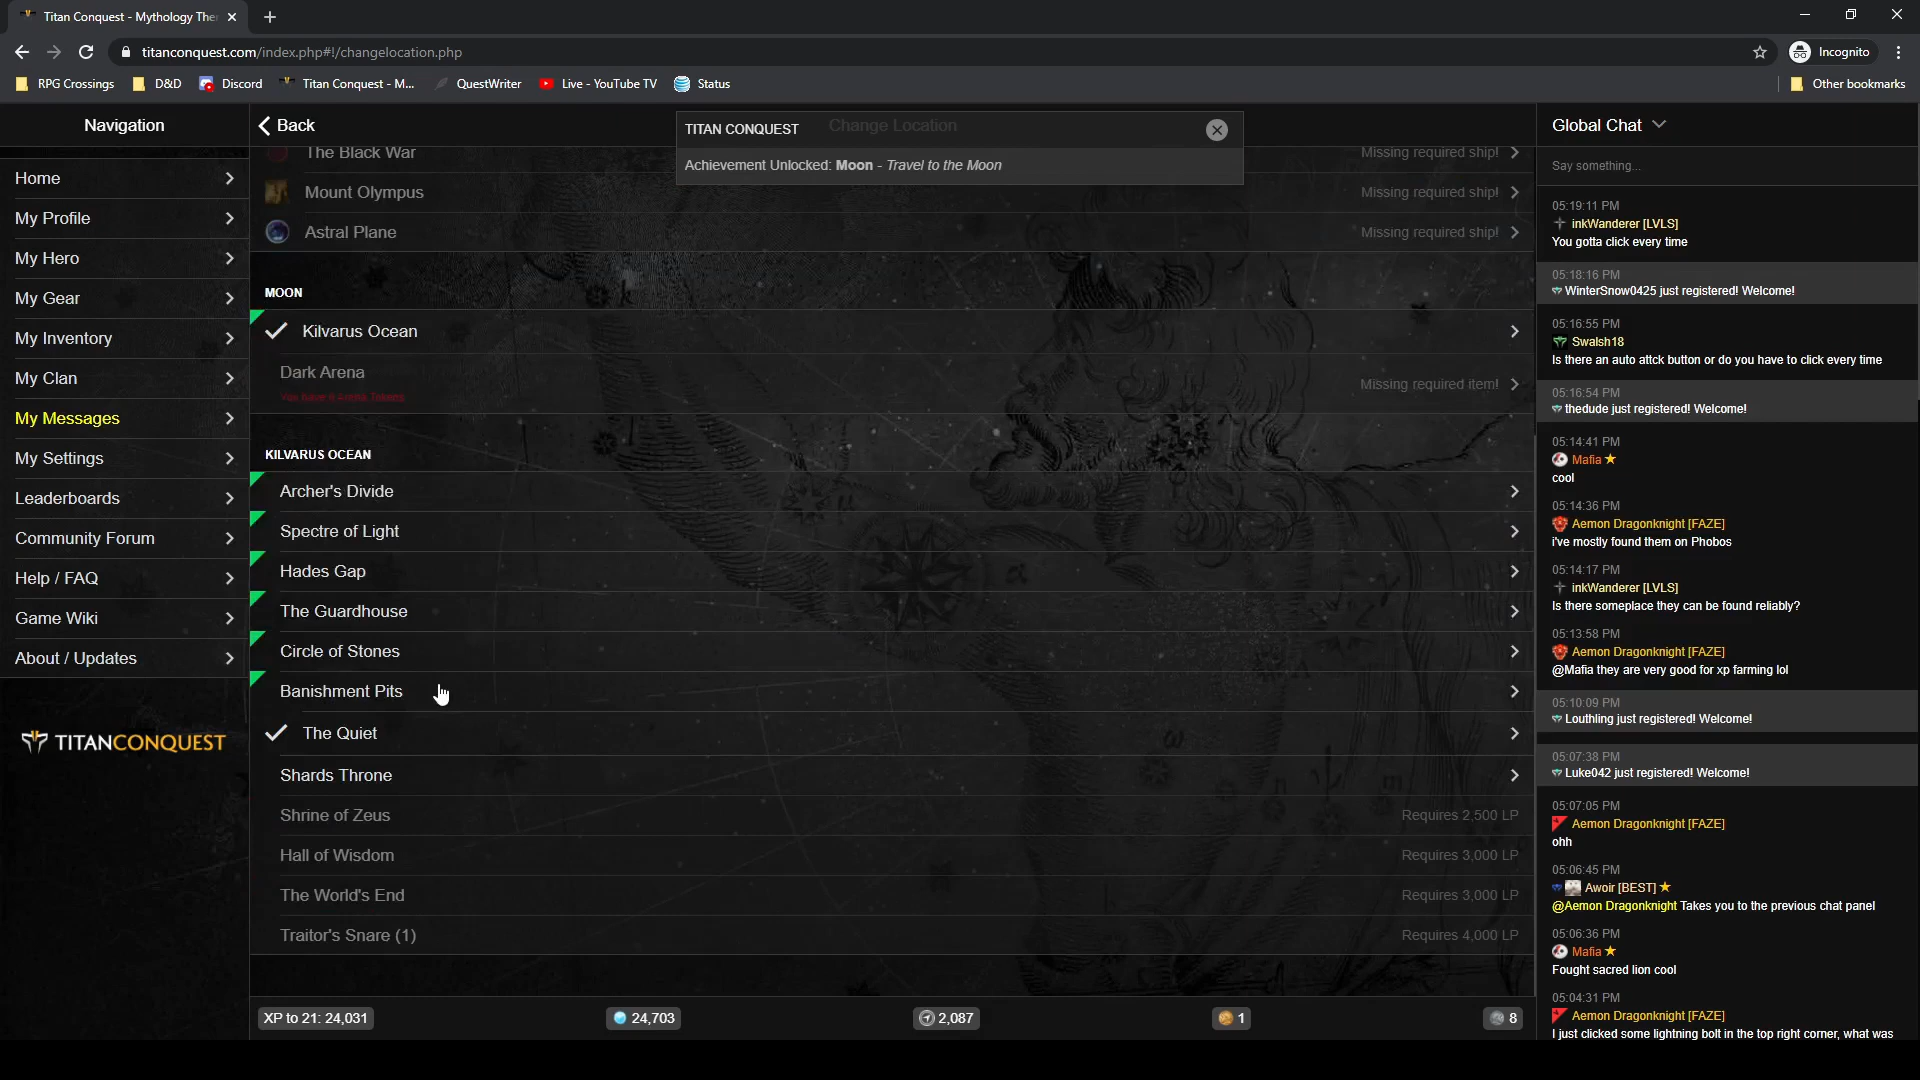 Titan Conquest - Mythology The
titanconquest.com/index.php#!/changelocation.php
Incognito
RPG Crossings
D&D
Discord
Titan Conquest - M...
QuestWriter
Live - YouTube TV
Status
Other bookmarks
Navigation
Home
My Profile
My Hero
My Gear
My Inventory
My Clan
My Messages
My Settings
Leaderboards
Community Forum
Help / FAQ
Game Wiki
About / Updates
TITANCONQUEST
Back
Change Location
TITAN CONQUEST
Achievement Unlocked: Moon - Travel to the Moon
The Black War
Missing required ship!
Mount Olympus
Missing required ship!
Astral Plane
Missing required ship!
MOON
Kilvarus Ocean
Dark Arena
Missing required item!
You have 0 Arena Tokens
KILVARUS OCEAN
Archer's Divide
Spectre of Light
Hades Gap
The Guardhouse
Circle of Stones
Banishment Pits
The Quiet
Shards Throne
Shrine of Zeus
Requires 2,500 LP
Hall of Wisdom
Requires 3,000 LP
The World's End
Requires 3,000 LP
Traitor's Snare (1)
Requires 4,000 LP
XP to 21: 24,031
24,703
2,087
1
8
Global Chat
Say something...
05:19:11 PM
inkWanderer [LVLS]
You gotta click every time
05:18:16 PM
WinterSnow0425 just registered! Welcome!
05:16:55 PM
Swalsh18
Is there an auto attck button or do you have to click every time
05:16:54 PM
thedude just registered! Welcome!
05:14:41 PM
Mafia
cool
05:14:36 PM
Aemon Dragonknight [FAZE]
i've mostly found them on Phobos
05:14:17 PM
inkWanderer [LVLS]
Is there someplace they can be found reliably?
05:13:58 PM
Aemon Dragonknight [FAZE]
@Mafia they are very good for xp farming lol
05:10:09 PM
Louthling just registered! Welcome!
05:07:38 PM
Luke042 just registered! Welcome!
05:07:05 PM
Aemon Dragonknight [FAZE]
ohh
05:06:45 PM
Awoir [BEST]
@Aemon Dragonknight Takes you to the previous chat panel
05:06:36 PM
Mafia
Fought sacred lion cool
05:04:31 PM
Aemon Dragonknight [FAZE]
I just clicked some lightning bolt in the top right corner, what was